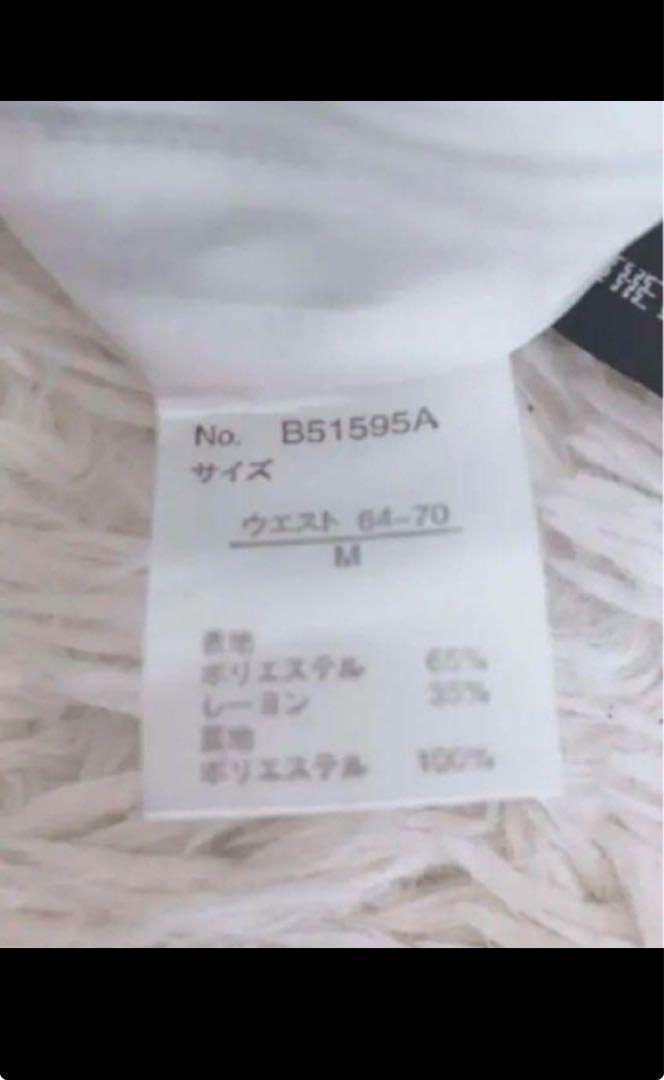 No. B51595A
サイズ
ウエスト 64-70
M
表地
ポリエステル 65%
レーヨン 35%
裏地
ポリエステル 100%
THE